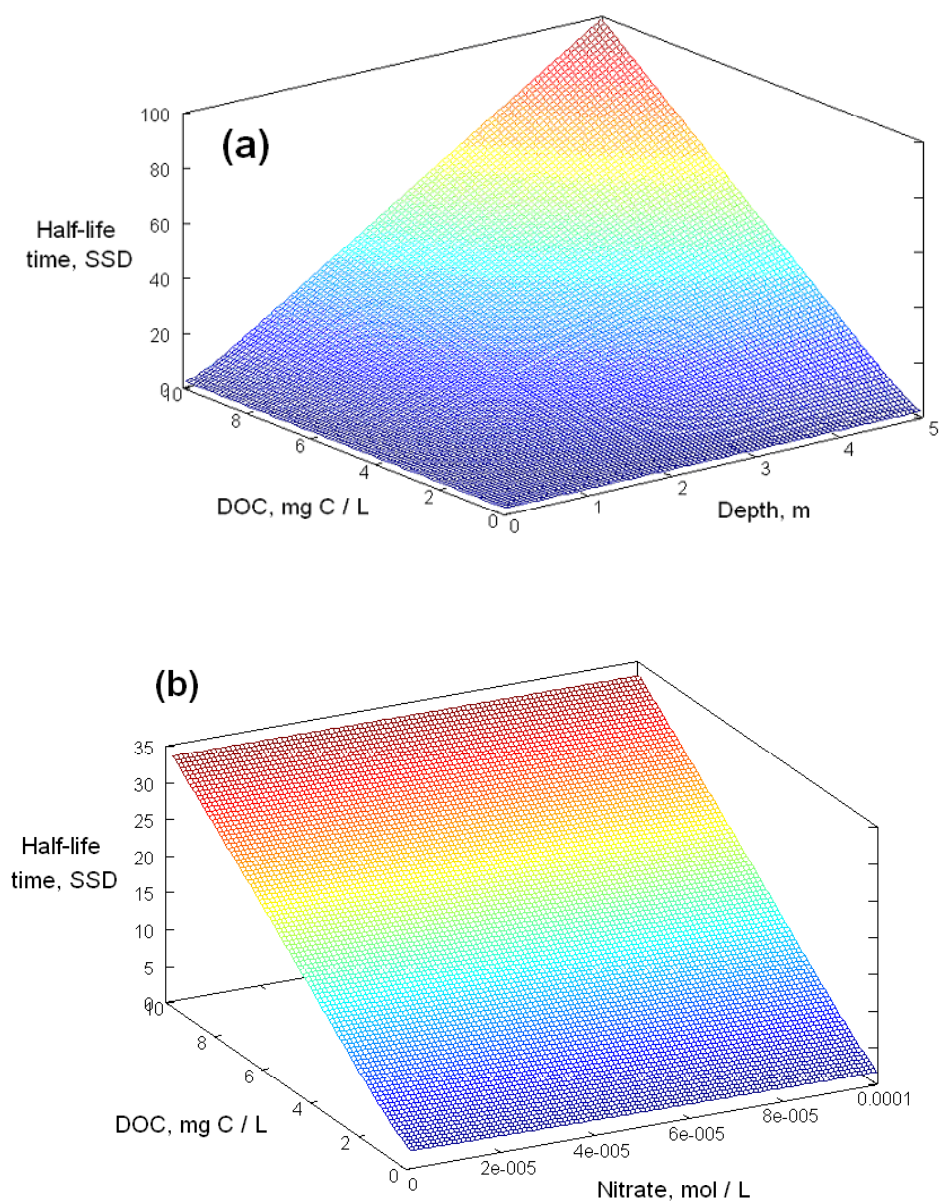 100
(a)
80
Half-life
time, SSD
60
40
20
0
10
8
6
4
2
0
0
1
2
3
4
5
DOC, mg C / L
Depth, m
(b)
35
30
25
Half-life
time, SSD
20
15
10
5
0
10
8
6
4
2
0
0
2e-005
4e-005
6e-005
8e-005
0.0001
DOC, mg C / L
Nitrate, mol / L